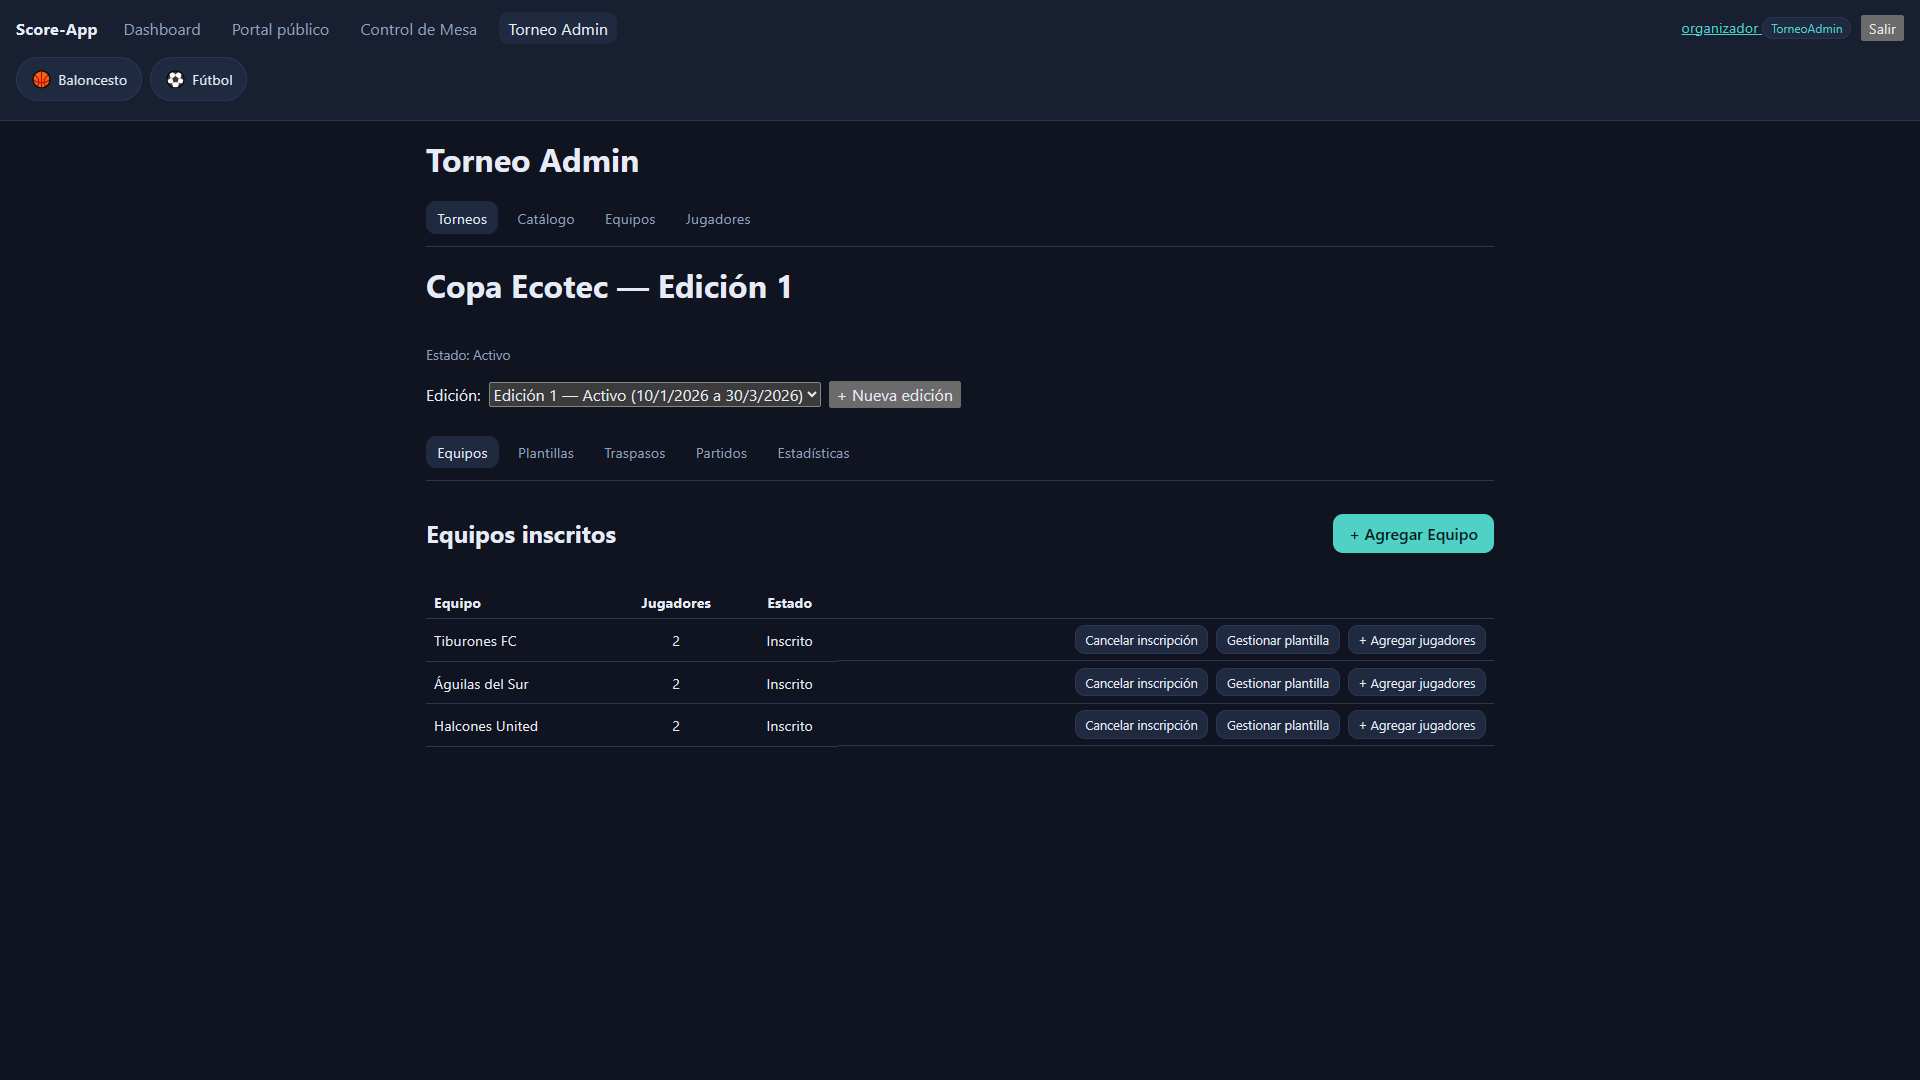 Score-App Dashboard Portal público Control de Mesa Torneo Admin organizador TorneoAdmin Salir
Baloncesto Fútbol
Torneo Admin
Torneos Catálogo Equipos Jugadores
Copa Ecotec — Edición 1
Estado: Activo
Edición: Edición 1 — Activo (10/1/2026 a 30/3/2026) + Nueva edición
Equipos Plantillas Traspasos Partidos Estadísticas
Equipos inscritos + Agregar Equipo
Equipo Jugadores Estado
Tiburones FC 2 Inscrito Cancelar inscripción Gestionar plantilla + Agregar jugadores
Águilas del Sur 2 Inscrito Cancelar inscripción Gestionar plantilla + Agregar jugadores
Halcones United 2 Inscrito Cancelar inscripción Gestionar plantilla + Agregar jugadores